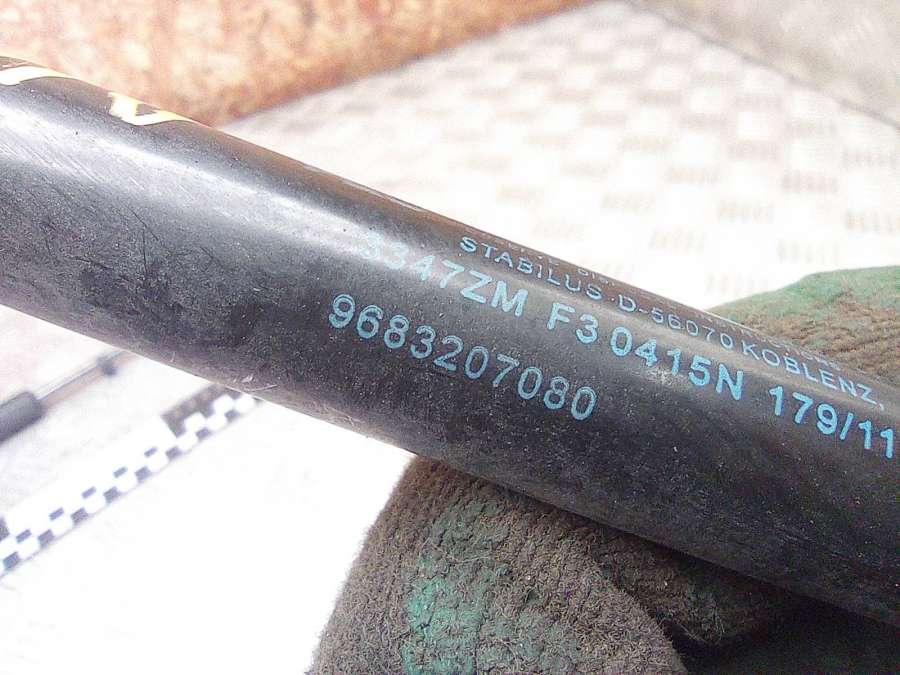 STABILUS D-56070 KOBLENZ,
3347ZM F3 0415N 179/11
9683207080